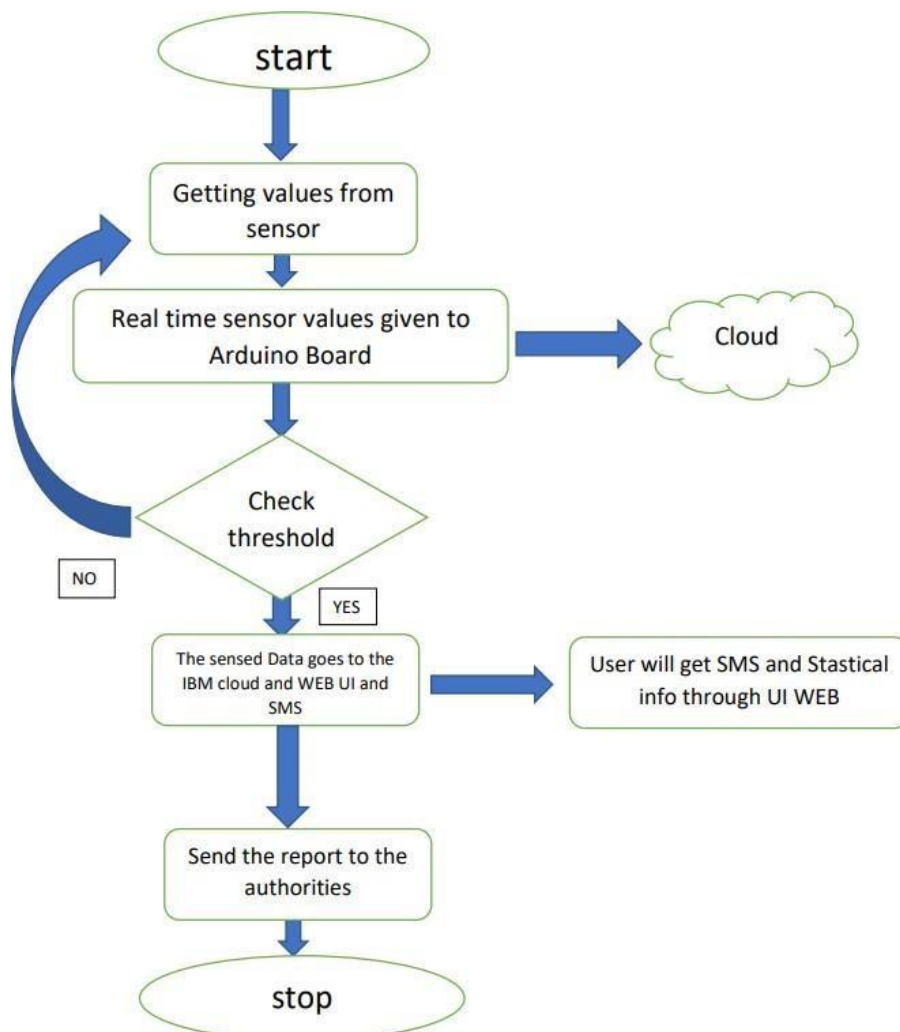 start
Getting values from
sensor
Real time sensor values given to
Arduino Board
Cloud
Check
threshold
NO
YES
The sensed Data goes to the
IBM cloud and WEB UI and
SMS
User will get SMS and Stastical
info through UI WEB
Send the report to the
authorities
stop